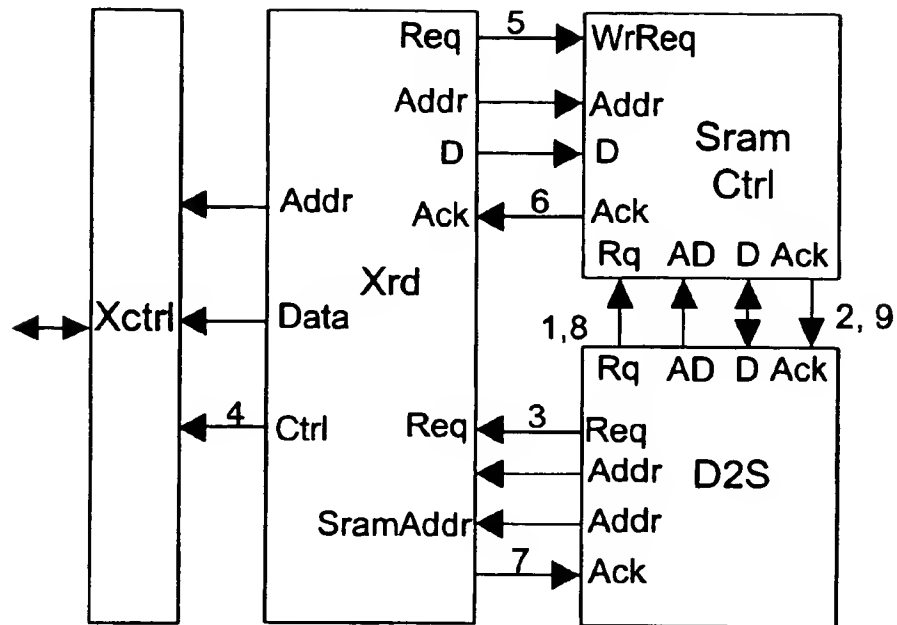 Req 5 WrReq
Addr Addr
D D
Sram
Ctrl
Addr Ack 6 Ack
Rq AD D Ack
Xrd
Xctrl Data
1,8 2, 9
Rq AD D Ack
4 Ctrl Req 3 Req
Addr D2S
SramAddr Addr
7 Ack